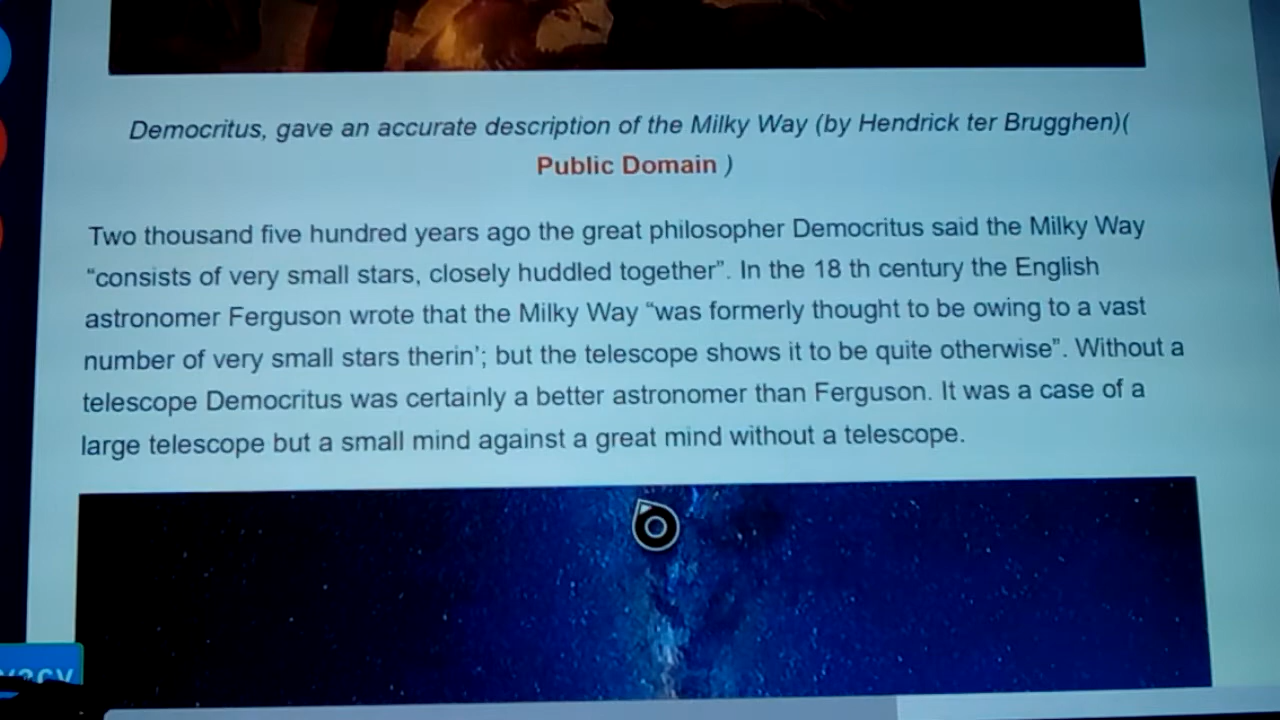 Democritus, gave an accurate description of the Milky Way (by Hendrick ter Brugghen)(
Public Domain )
Two thousand five hundred years ago the great philosopher Democritus said the Milky Way
“consists of very small stars, closely huddled together”. In the 18 th century the English
astronomer Ferguson wrote that the Milky Way “was formerly thought to be owing to a vast
number of very small stars therin’; but the telescope shows it to be quite otherwise”. Without a
telescope Democritus was certainly a better astronomer than Ferguson. It was a case of a
large telescope but a small mind against a great mind without a telescope.